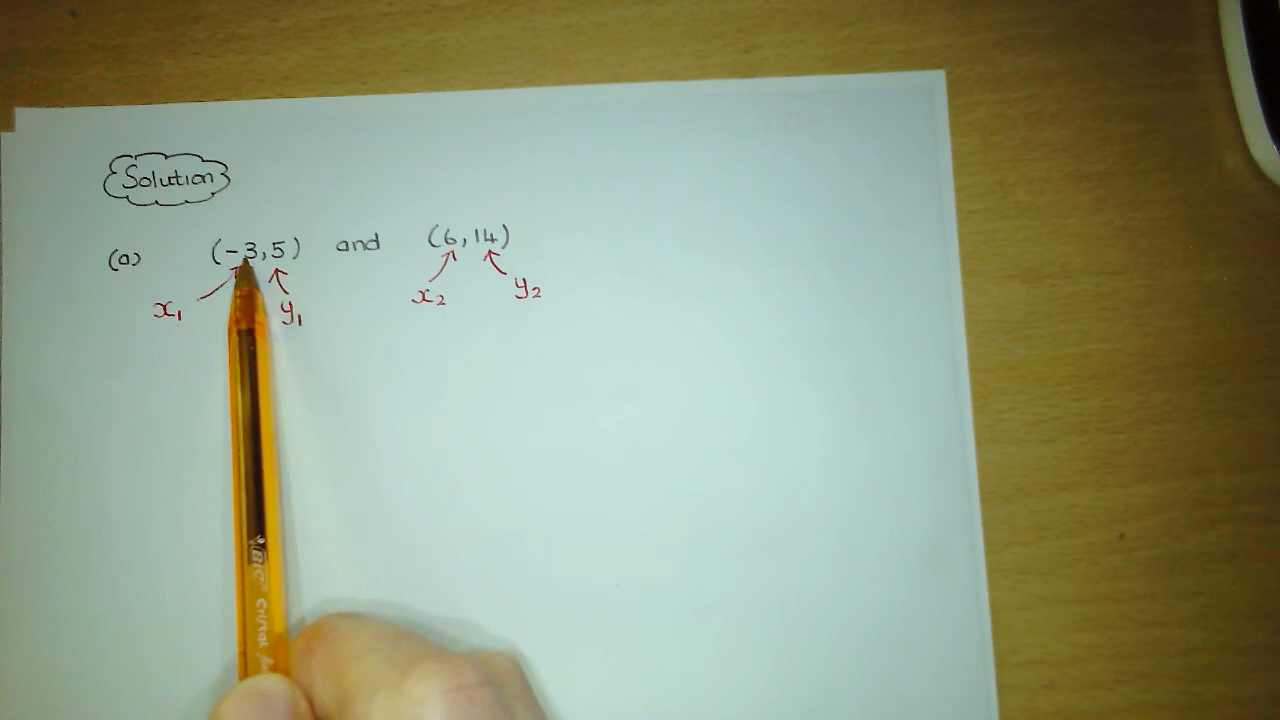 Solution
(a) (-3,5) and (6,14)
x₁ y₁ x₂ y₂
BIC Cristal